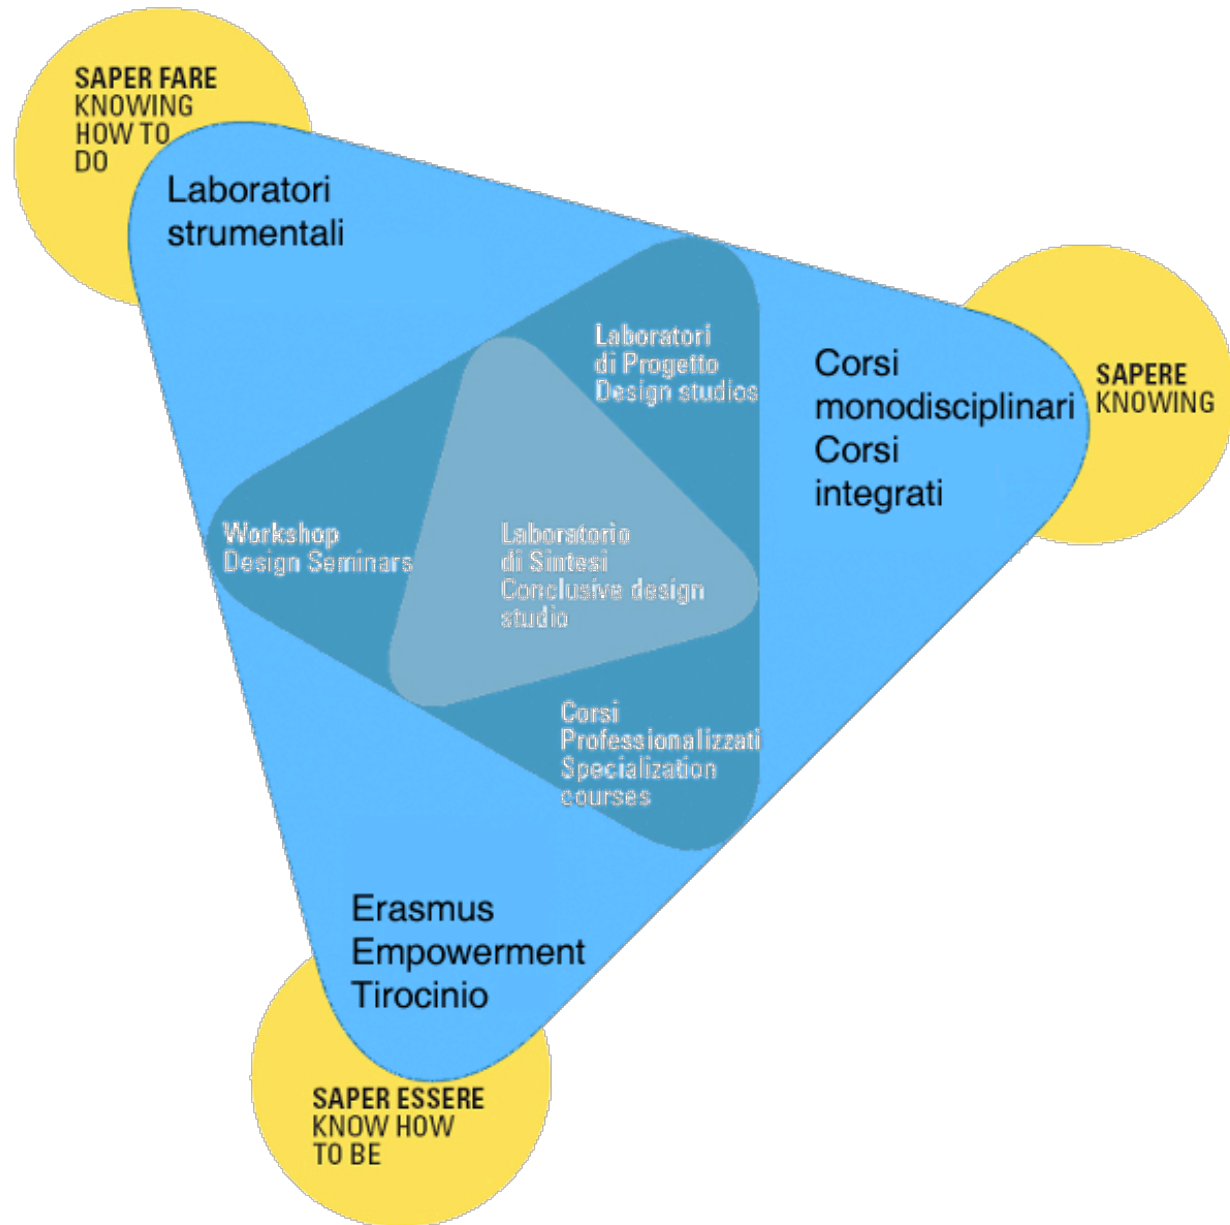 SAPER FARE
KNOWING
HOW TO
DO
Laboratori
strumentali
Laboratori
di Progetto
Design studios
Corsi
monodisciplinari
Corsi
integrati
SAPERE
KNOWING
Workshop
Design Seminars
Laboratorio
di Sintesi
Conclusive design
studio
Corsi
Professionalizzati
Specialization
courses
Erasmus
Empowerment
Tirocinio
SAPER ESSERE
KNOW HOW
TO BE